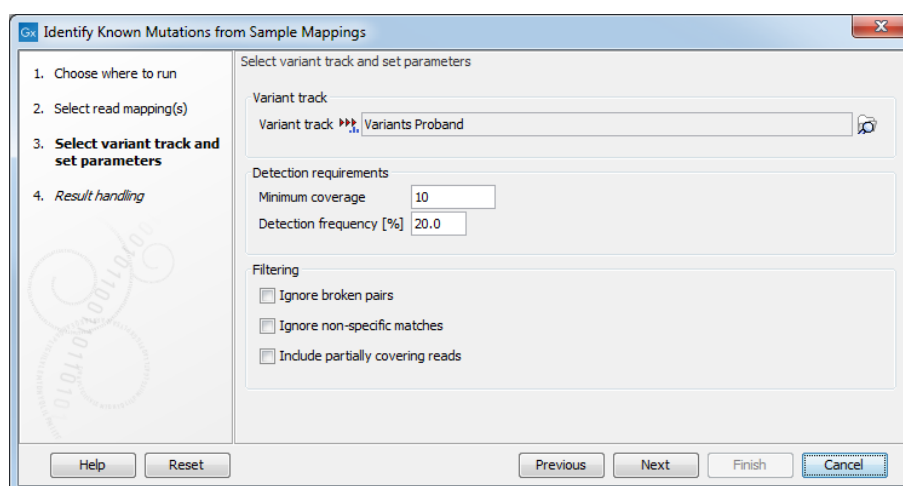 Gx Identify Known Mutations from Sample Mappings
1. Choose where to run
2. Select read mapping(s)
3. Select variant track and
set parameters
4. Result handling
Select variant track and set parameters
Variant track
Variant track Variants Proband
Detection requirements
Minimum coverage 10
Detection frequency [%] 20.0
Filtering
Ignore broken pairs
Ignore non-specific matches
Include partially covering reads
Help Reset Previous Next Finish Cancel